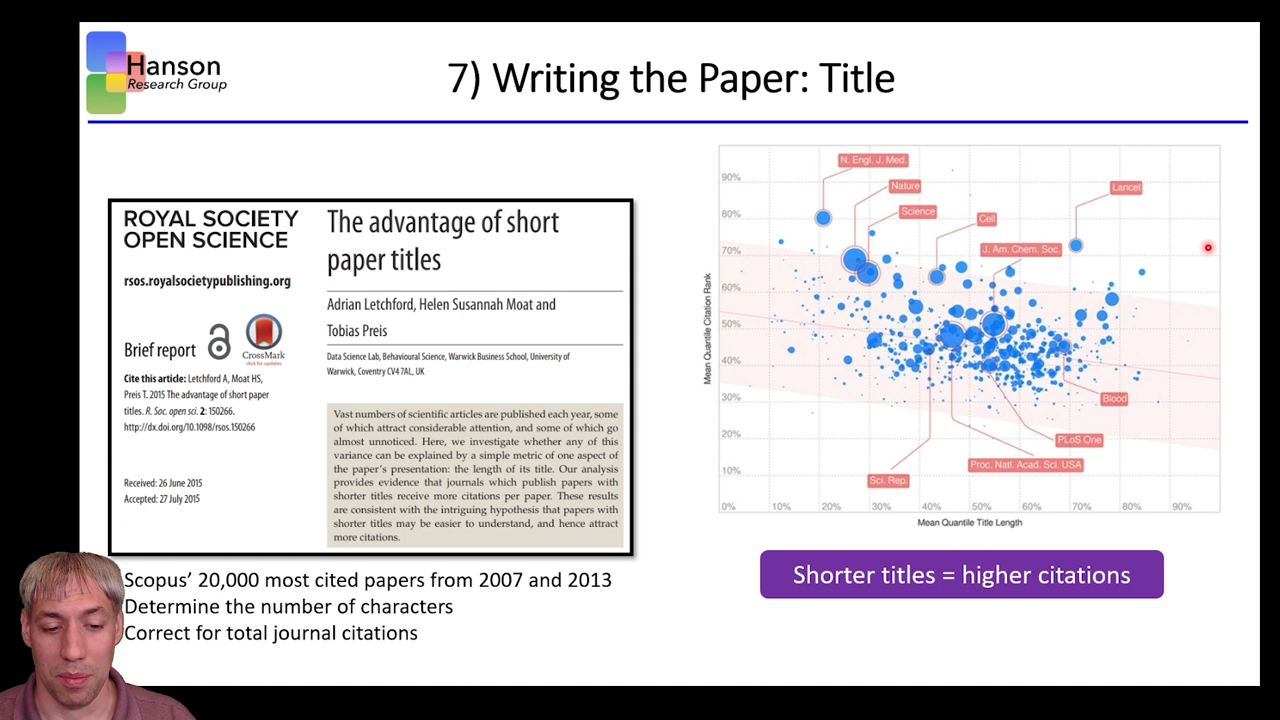 Hanson
Research Group
7) Writing the Paper: Title
ROYAL SOCIETY
OPEN SCIENCE
rsos.royalsocietypublishing.org
Brief report
CrossMark
click for updates
Cite this article: Letchford A, Moat HS,
Preis T. 2015 The advantage of short paper
titles. R. Soc. open sci. 2: 150266.
http://dx.doi.org/10.1098/rsos.150266
Received: 26 June 2015
Accepted: 27 July 2015
The advantage of short
paper titles
Adrian Letchford, Helen Susannah Moat and
Tobias Preis
Data Science Lab, Behavioural Science, Warwick Business School, University of
Warwick, Coventry CV4 7AL, UK
Vast numbers of scientific articles are published each year, some
of which attract considerable attention, and some of which go
almost unnoticed. Here, we investigate whether any of this
variance can be explained by a simple metric of one aspect of
the paper's presentation: the length of its title. Our analysis
provides evidence that journals which publish papers with
shorter titles receive more citations per paper. These results
are consistent with the intriguing hypothesis that papers with
shorter titles may be easier to understand, and hence attract
more citations.
Scopus' 20,000 most cited papers from 2007 and 2013
Determine the number of characters
Correct for total journal citations
Mean Quantile Citation Rank
90%
80%
70%
60%
50%
40%
30%
20%
10%
N. Engl. J. Med.
Nature
Science
Cell
Lancet
J. Am. Chem. Soc.
Blood
PLoS One
Proc. Natl. Acad. Sci. USA
Sci. Rep.
0% 10% 20% 30% 40% 50% 60% 70% 80% 90%
Mean Quantile Title Length
Shorter titles = higher citations